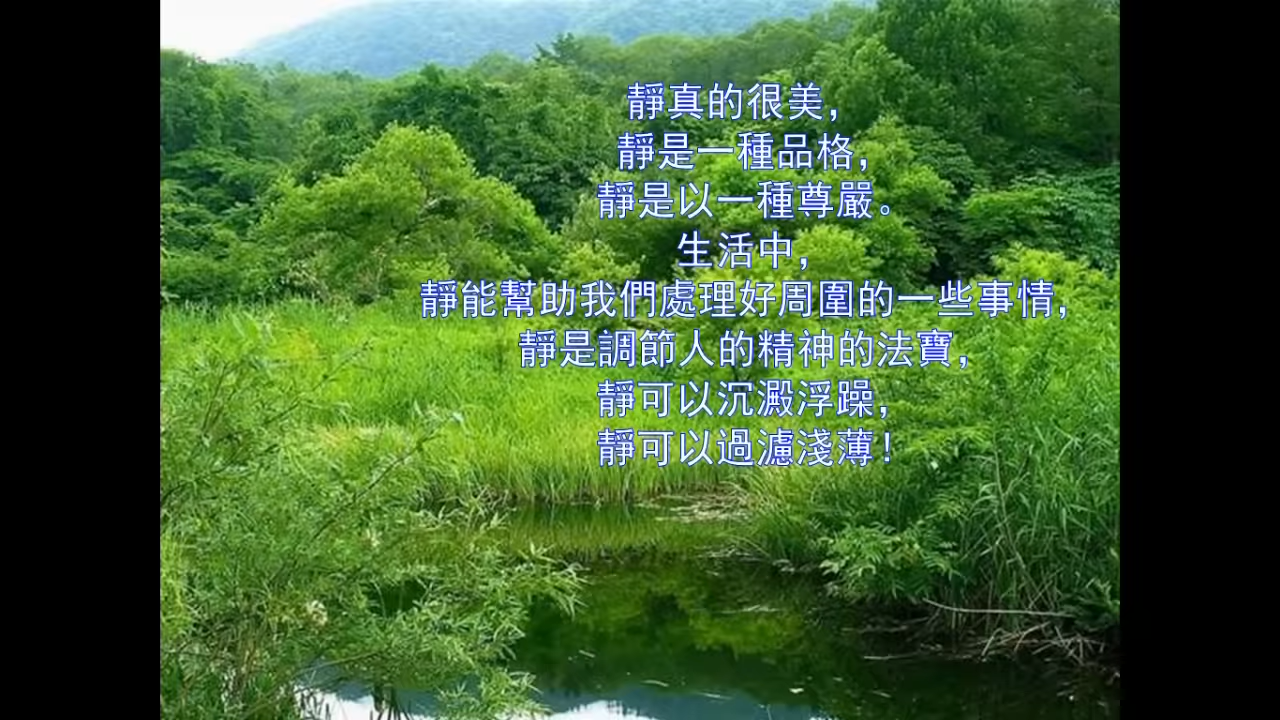 靜真的很美，
靜是一種品格，
靜是以一種尊嚴。
生活中，
靜能幫助我們處理好周圍的一些事情，
靜是調節人的精神的法寶，
靜可以沉澱浮躁，
靜可以過濾淺薄！